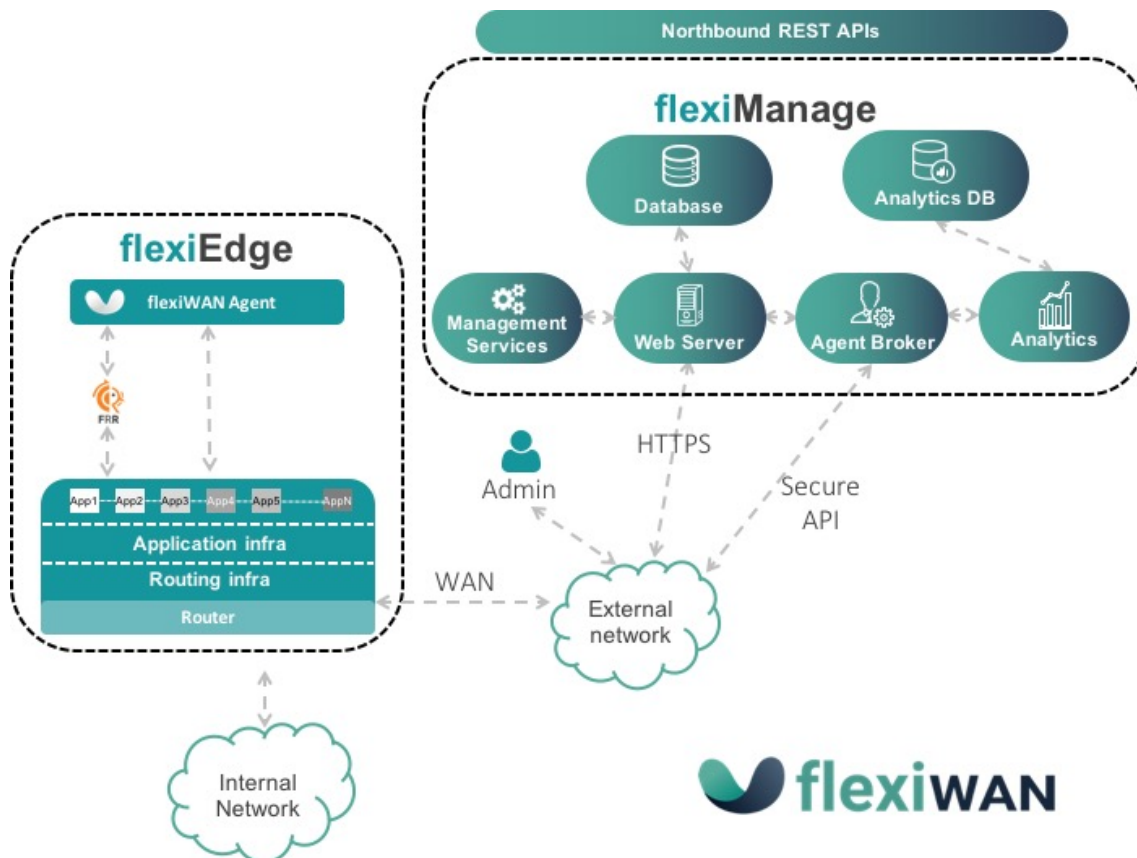 Northbound REST APIs
flexiManage
Database
Analytics DB
Management
Services
Web Server
Agent Broker
Analytics
flexiEdge
flexiWAN Agent
FRR
App1
App2
App3
App4
App5
AppN
Application infra
Routing infra
Router
HTTPS
Admin
Secure
API
WAN
External
network
Internal
Network
flexiWAN